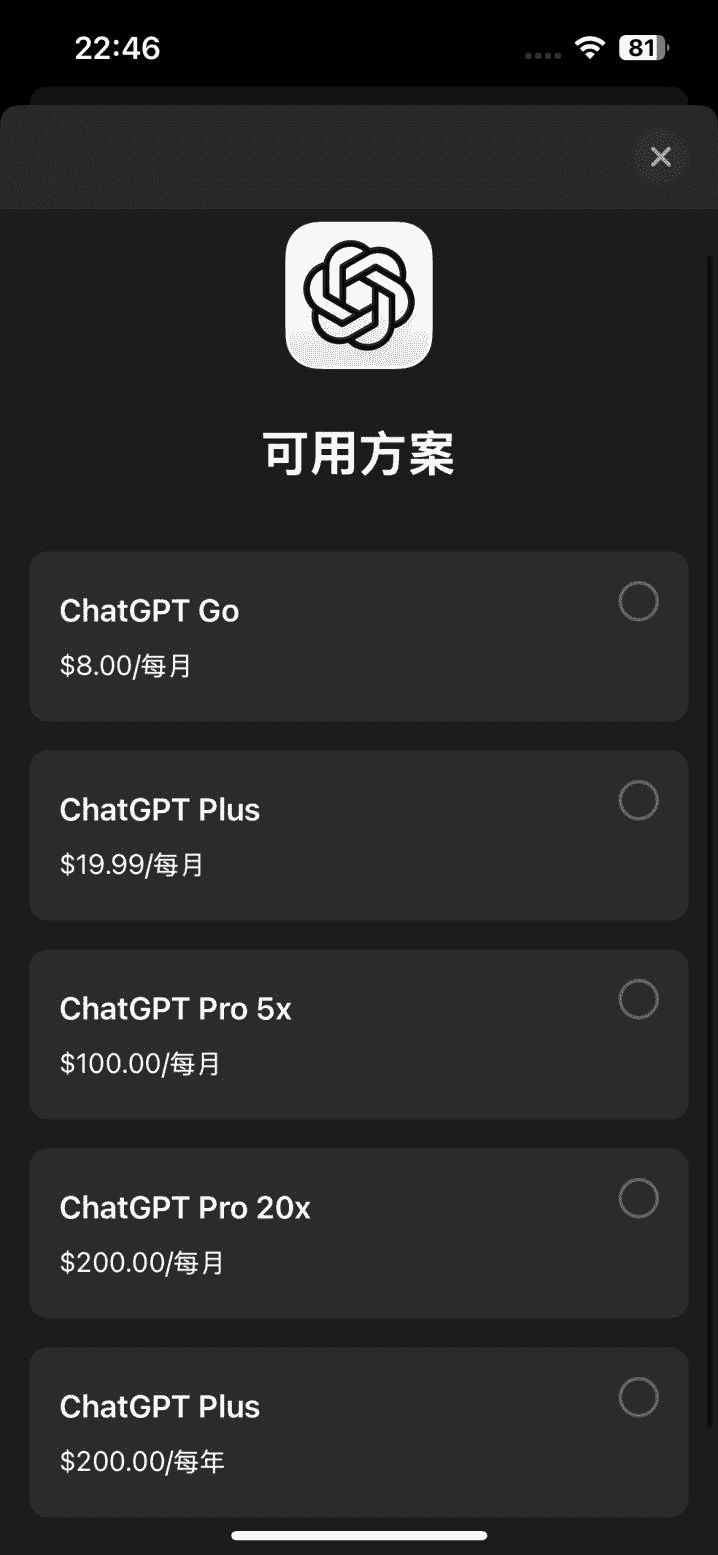 22:46
81
可用方案
ChatGPT Go
$8.00/每月
ChatGPT Plus
$19.99/每月
ChatGPT Pro 5x
$100.00/每月
ChatGPT Pro 20x
$200.00/每月
ChatGPT Plus
$200.00/每年